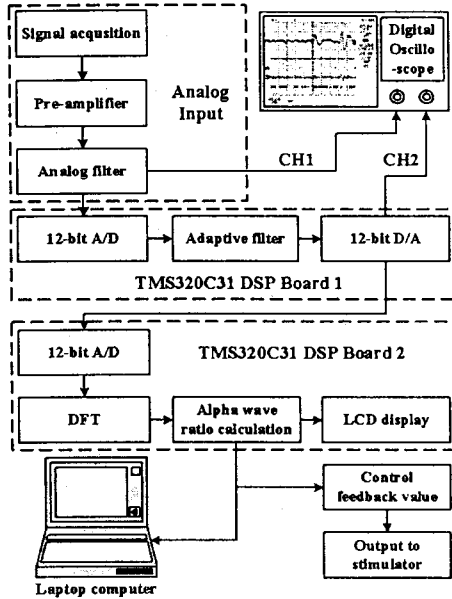 Signal acqusition
Pre-amplifier
Analog filter
Analog
Input
Digital
Oscillo
-scope
CH1
CH2
12-bit A/D
Adaptive filter
12-bit D/A
TMS320C31 DSP Board 1
12-bit A/D
TMS320C31 DSP Board 2
DFT
Alpha wave
ratio calculation
LCD display
Control
feedback value
Output to
stimulator
Laptop computer